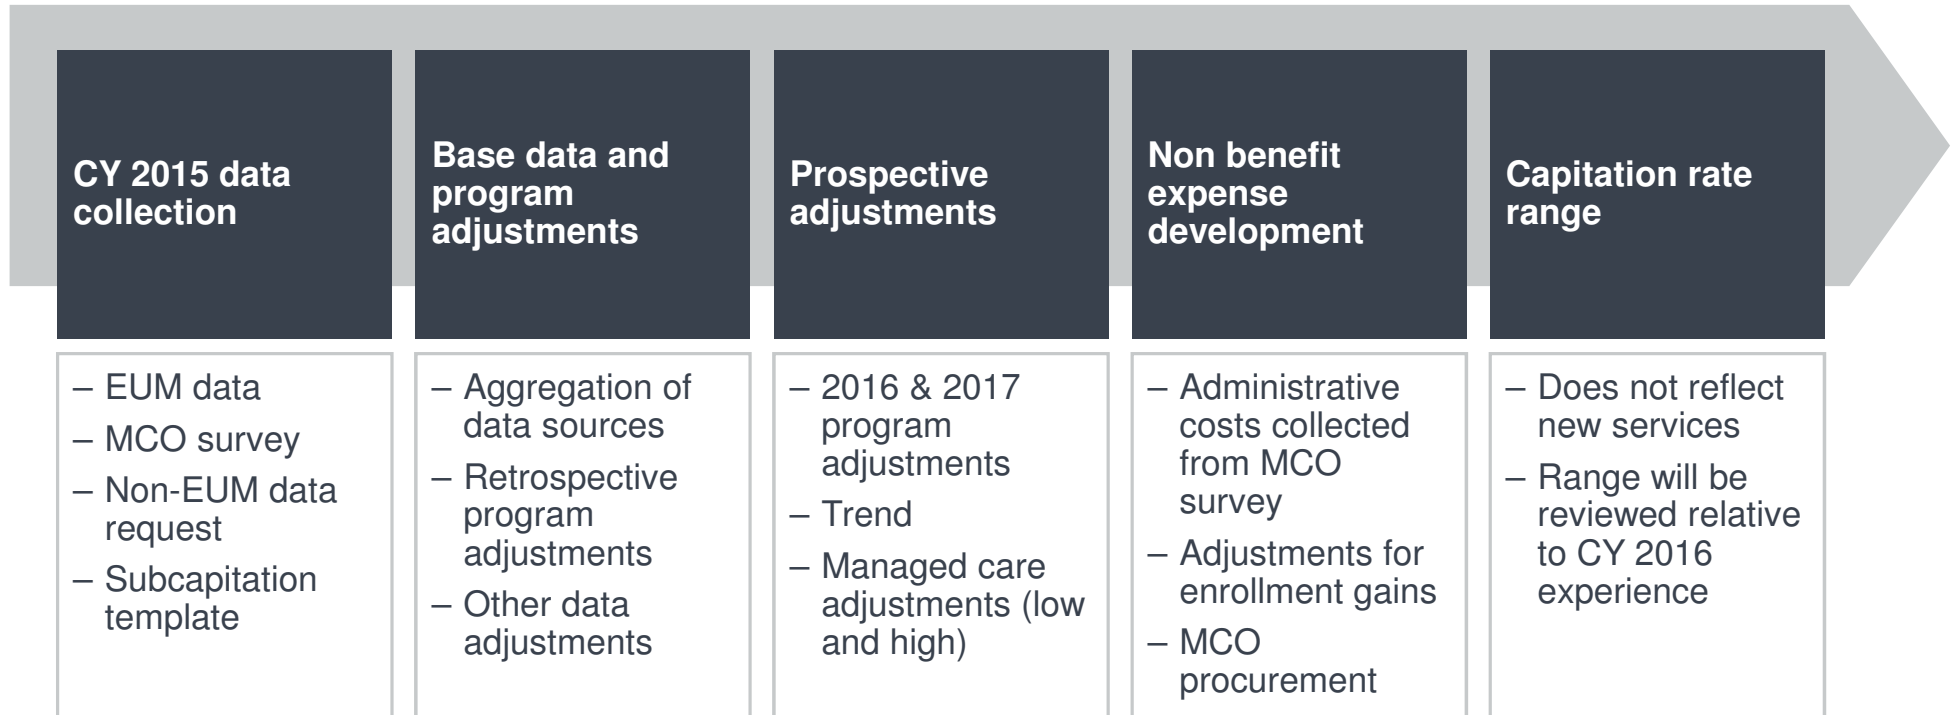 CY 2015 data
collection
– EUM data
– MCO survey
– Non-EUM data
request
– Subcapitation
template
Base data and
program
adjustments
– Aggregation of
data sources
– Retrospective
program
adjustments
– Other data
adjustments
Prospective
adjustments
– 2016 & 2017
program
adjustments
– Trend
– Managed care
adjustments (low
and high)
Non benefit
expense
development
– Administrative
costs collected
from MCO
survey
– Adjustments for
enrollment gains
– MCO
procurement
Capitation rate
range
– Does not reflect
new services
– Range will be
reviewed relative
to CY 2016
experience